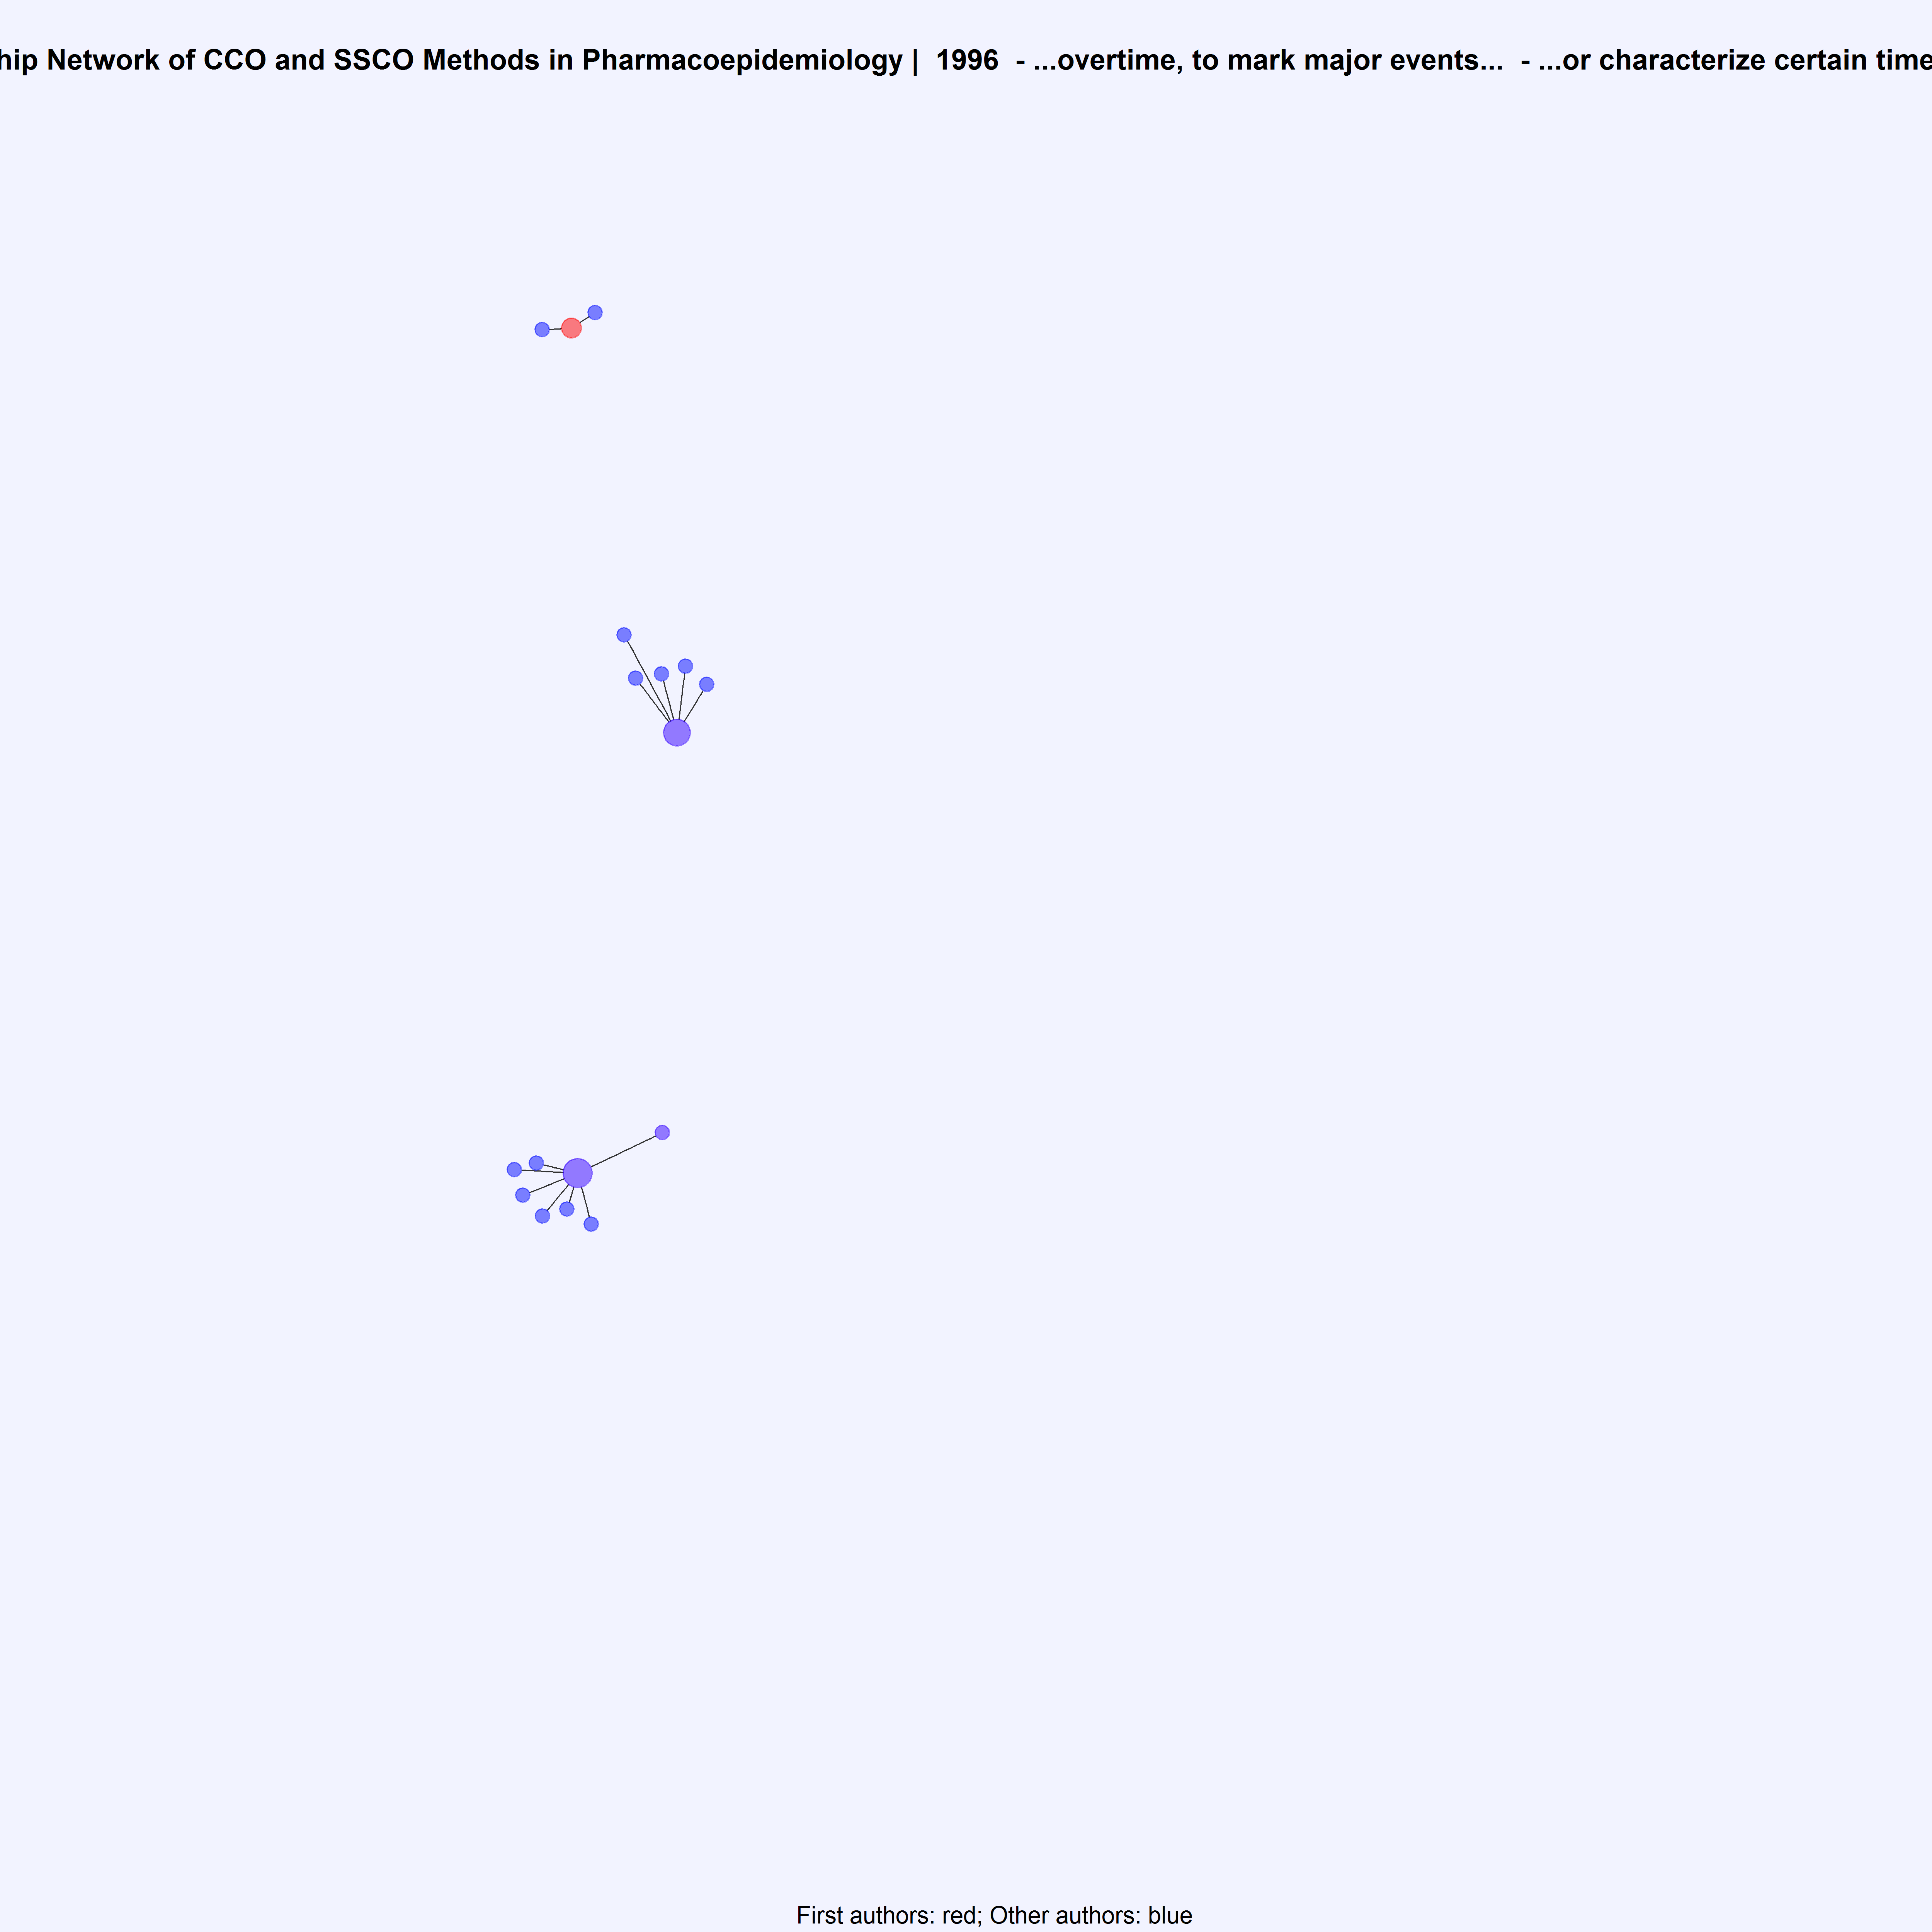 hip Network of CCO and SSCO Methods in Pharmacoepidemiology | 1996 - ...overtime, to mark major events... - ...or characterize certain time
First authors: red; Other authors: blue